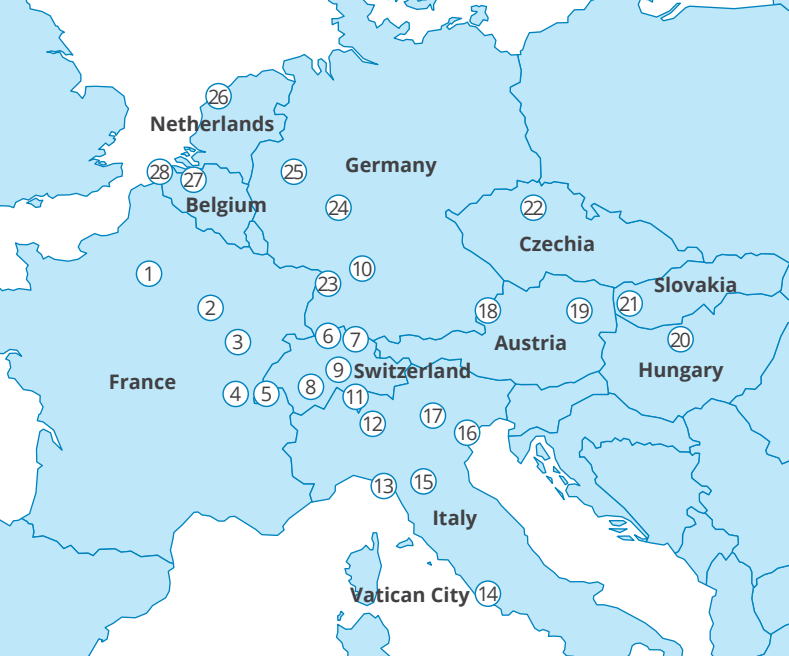 26
Netherlands
28
27
25
Germany
Belgium
24
22
Czechia
1
10
23
Slovakia
2
21
18
19
3
6
7
Austria
20
Hungary
9
Switzerland
France
8
4
5
11
12
17
16
13
15
Italy
Vatican City
14